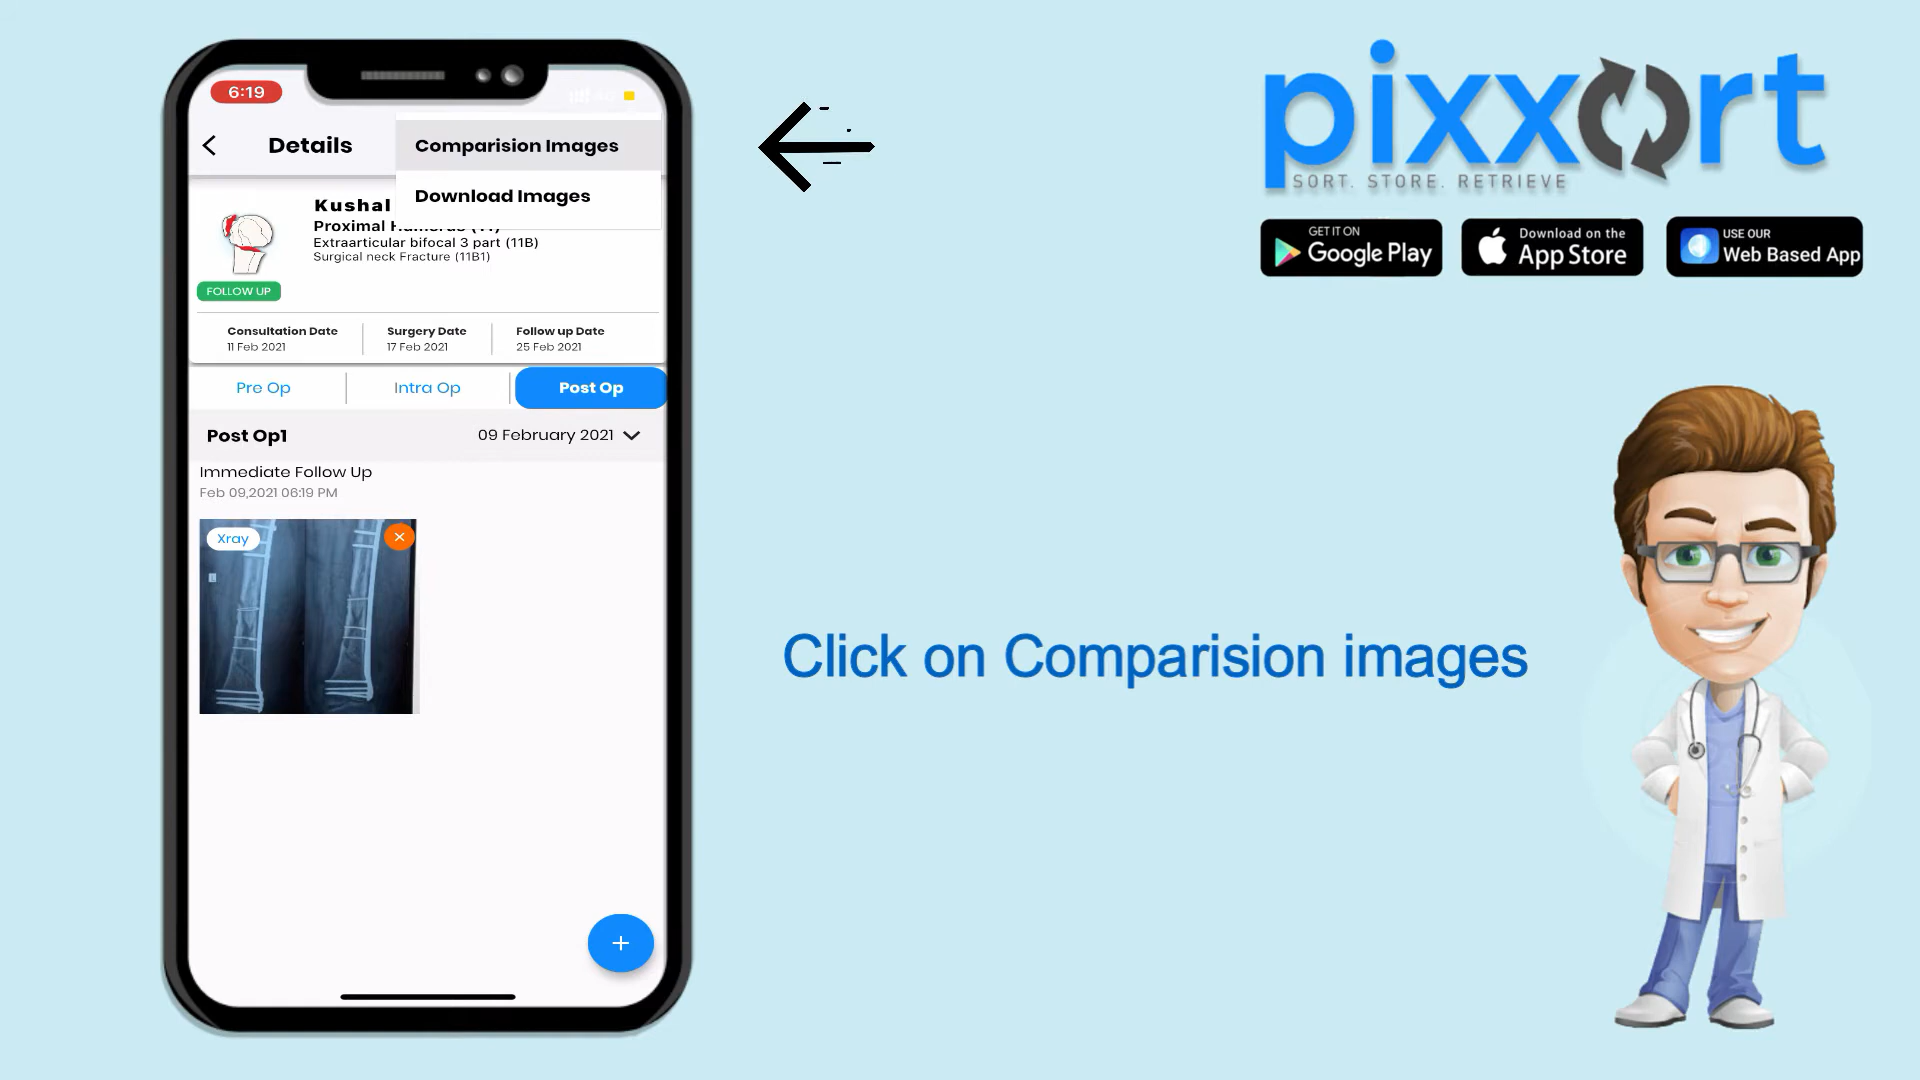 6:19
Details
Comparision Images
Download Images
Kushal
Proximal
Extraarticular bifocal 3 part (11B)
Surgical neck Fracture (11B1)
FOLLOW UP
Consultation Date
11 Feb 2021
Surgery Date
17 Feb 2021
Follow up Date
25 Feb 2021
Pre Op
Intra Op
Post Op
Post Op1
09 February 2021
Immediate Follow Up
Feb 09,2021 06:19 PM
Xray
pixxort
SORT. STORE. RETRIEVE
GET IT ON
Google Play
Download on the
App Store
USE OUR
Web Based App
Click on Comparision images